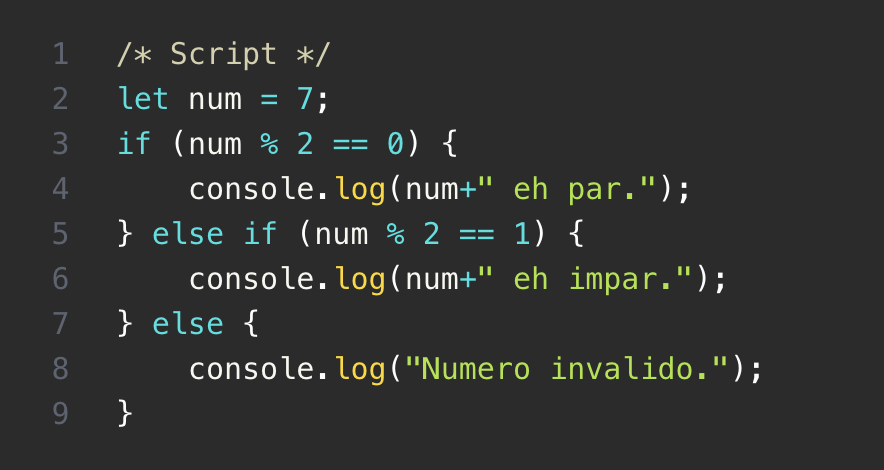 1 /* Script */
2 let num = 7;
3 if (num % 2 == 0) {
4     console.log(num+" eh par.");
5 } else if (num % 2 == 1) {
6     console.log(num+" eh impar.");
7 } else {
8     console.log("Numero invalido.");
9 }